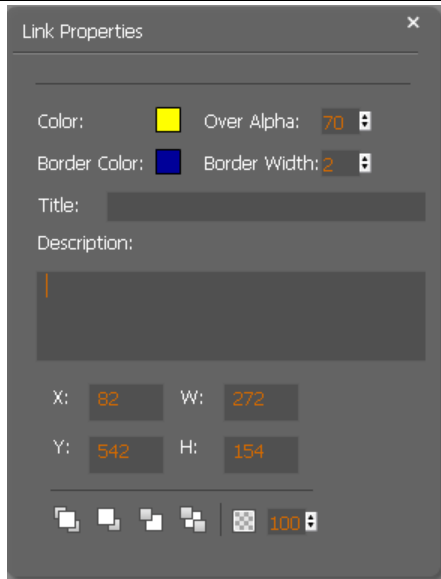 Link Properties
Color: Over Alpha: 70
Border Color: Border Width: 2
Title:
Description:
X: 82 W: 272
Y: 542 H: 154
100